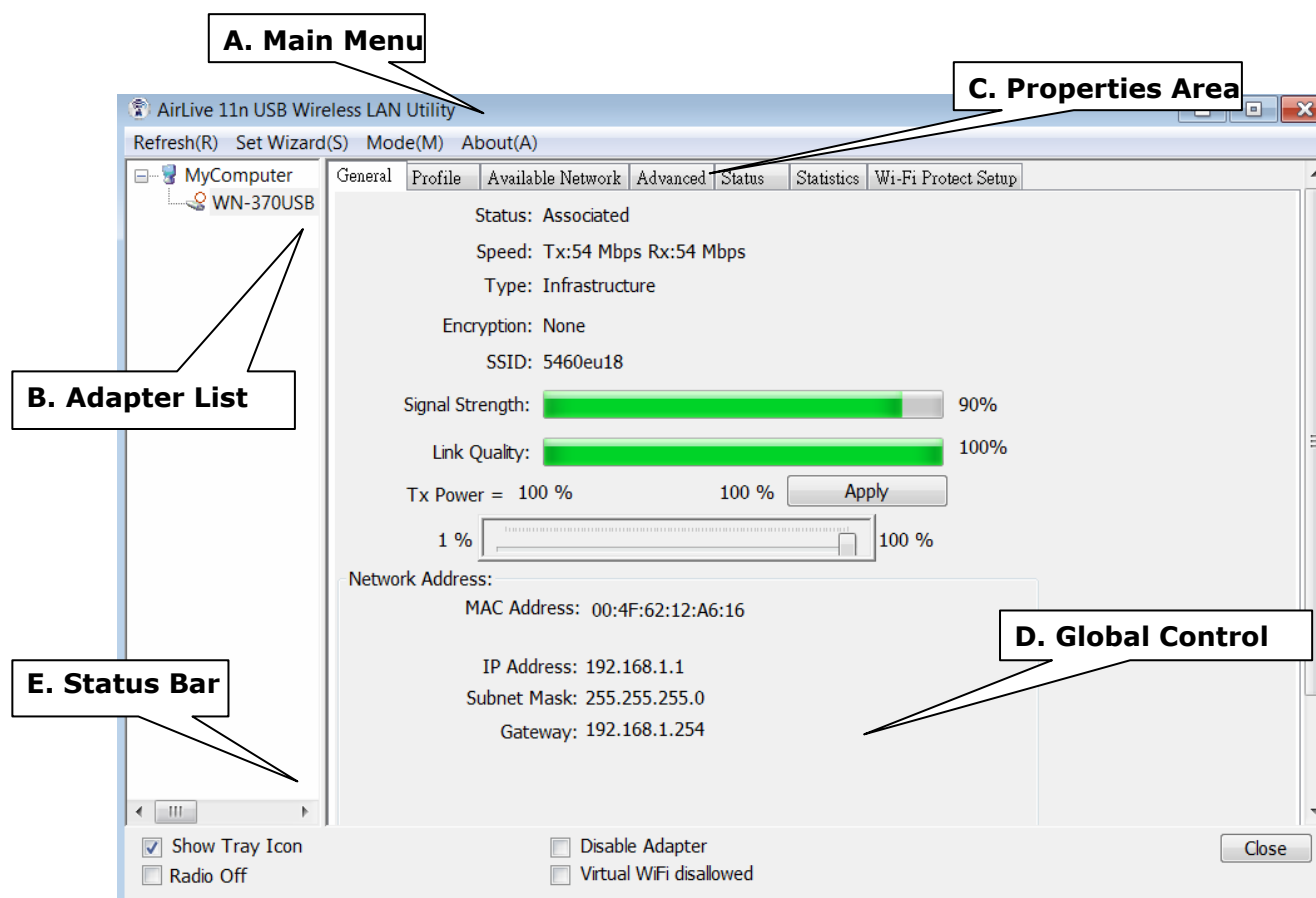 A. Main Menu
C. Properties Area
AirLive 11n USB Wireless LAN Utility
Refresh(R) Set Wizard(S) Mode(M) About(A)
MyComputer
WN-370USB
General Profile Available Network Advanced Status Statistics Wi-Fi Protect Setup
Status: Associated
Speed: Tx:54 Mbps Rx:54 Mbps
Type: Infrastructure
Encryption: None
SSID: 5460eu18
B. Adapter List
Signal Strength: 90%
Link Quality: 100%
Tx Power = 100 % 100 % Apply
1 % 100 %
Network Address:
MAC Address: 00:4F:62:12:A6:16
D. Global Control
IP Address: 192.168.1.1
E. Status Bar
Subnet Mask: 255.255.255.0
Gateway: 192.168.1.254
Show Tray Icon Disable Adapter Close
Radio Off Virtual WiFi disallowed